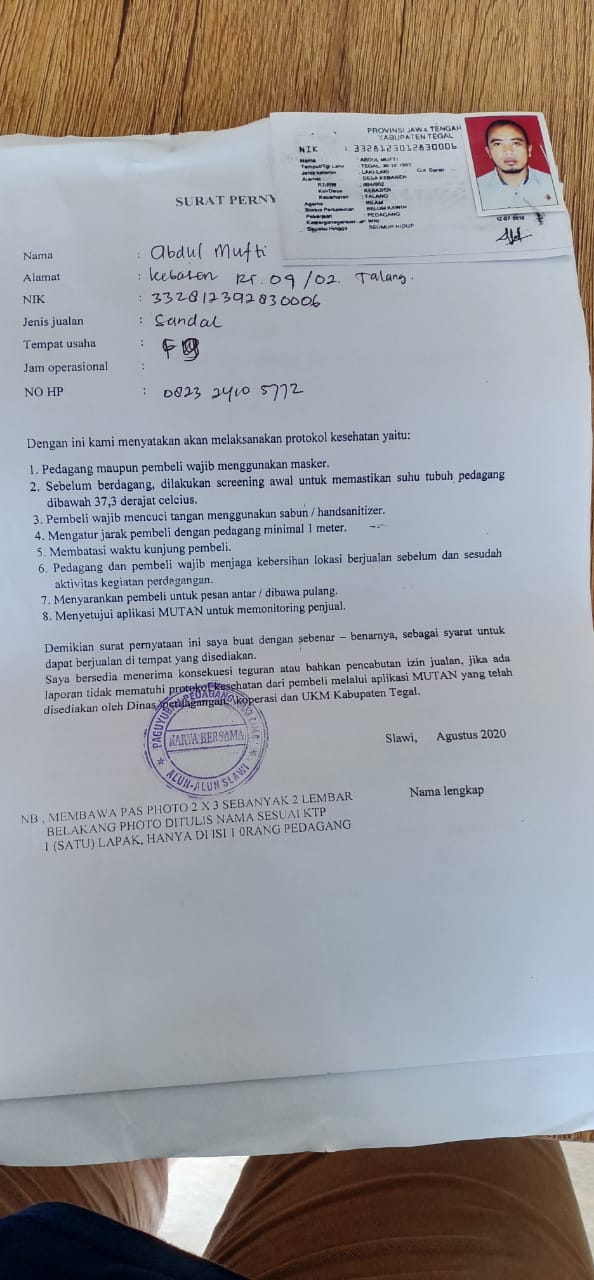 PROVINSI JAWA TENGAH
KABUPATEN TEGAL
NIK : 3328123012830006
Nama : ABDUL MUFTI
Tempat/Tgl Lahir : TEGAL, 30-12-1983
Jenis kelamin : LAKI-LAKI Gol. Darah :
Alamat : DESA KEBASEN
RT/RW : 004/002
Kel/Desa : KEBASEN
Kecamatan : TALANG
Agama : ISLAM
Status Perkawinan : BELUM KAWIN
Pekerjaan : PEDAGANG
Kewarganegaraan : WNI
Berlaku Hingga : SEUMUR HIDUP
12-07-2016
SURAT PERNY
Nama : Abdul Mufti
Alamat : Kebasen Rt. 09/02. Talang.
NIK : 332812392830006
Jenis jualan : Sandal
Tempat usaha :
Jam operasional :
NO HP : 0823 2410 5772
Dengan ini kami menyatakan akan melaksanakan protokol kesehatan yaitu:
1. Pedagang maupun pembeli wajib menggunakan masker.
2. Sebelum berdagang, dilakukan screening awal untuk memastikan suhu tubuh pedagang
dibawah 37,3 derajat celcius.
3. Pembeli wajib mencuci tangan menggunakan sabun / handsanitizer.
4. Mengatur jarak pembeli dengan pedagang minimal 1 meter.
5. Membatasi waktu kunjung pembeli.
6. Pedagang dan pembeli wajib menjaga kebersihan lokasi berjualan sebelum dan sesudah
aktivitas kegiatan perdagangan.
7. Menyarankan pembeli untuk pesan antar / dibawa pulang.
8. Menyetujui aplikasi MUTAN untuk memonitoring penjual.
Demikian surat pernyataan ini saya buat dengan sebenar – benarnya, sebagai syarat untuk
dapat berjualan di tempat yang disediakan.
Saya bersedia menerima konsekuesi teguran atau bahkan pencabutan izin jualan, jika ada
laporan tidak mematuhi protokol kesehatan dari pembeli melalui aplikasi MUTAN yang telah
disediakan oleh Dinas perdagangan, koperasi dan UKM Kabupaten Tegal.
PAGUYUBAN PEDAGANG KAKI LIMA
KARYA BERSAMA
ALUN-ALUN SLAWI
Slawi, Agustus 2020
Nama lengkap
NB ; MEMBAWA PAS PHOTO 2 X 3 SEBANYAK 2 LEMBAR
BELAKANG PHOTO DITULIS NAMA SESUAI KTP
1 (SATU) LAPAK, HANYA DI ISI 1 0RANG PEDAGANG